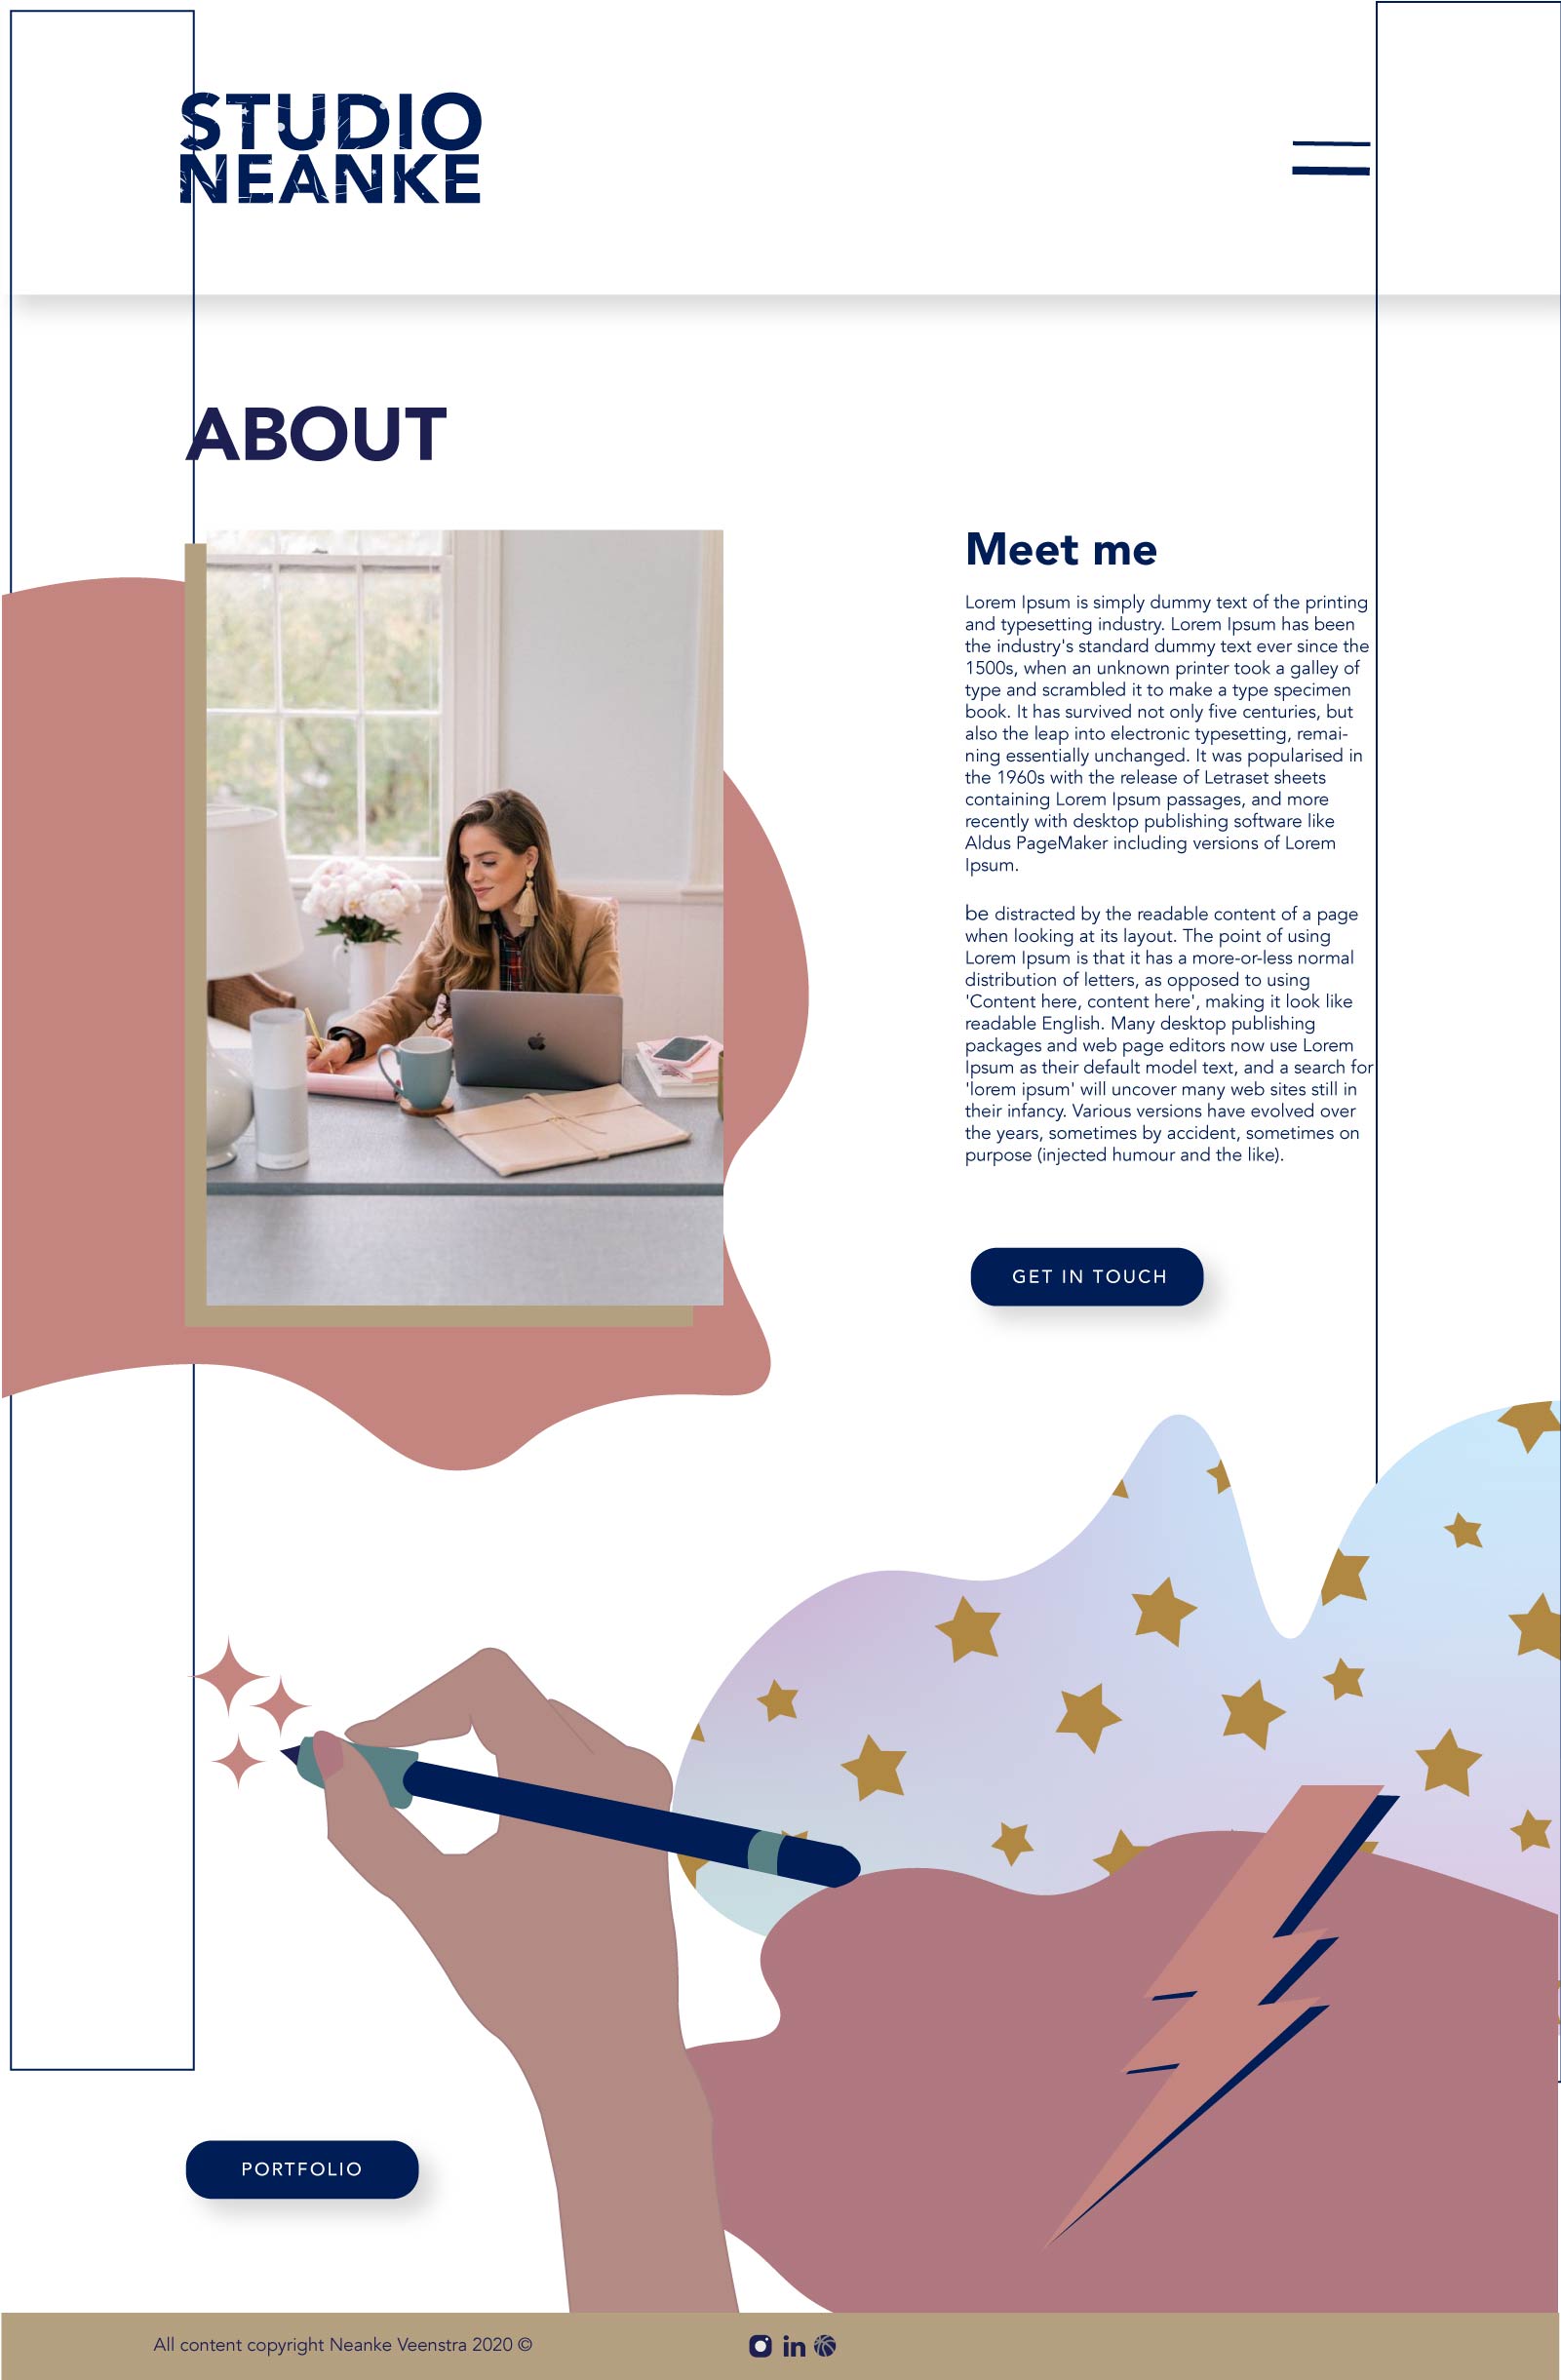 STUDIO
NEANKE
ABOUT
Meet me
Lorem Ipsum is simply dummy text of the printing
and typesetting industry. Lorem Ipsum has been
the industry's standard dummy text ever since the
1500s, when an unknown printer took a galley of
type and scrambled it to make a type specimen
book. It has survived not only five centuries, but
also the leap into electronic typesetting, remai-
ning essentially unchanged. It was popularised in
the 1960s with the release of Letraset sheets
containing Lorem Ipsum passages, and more
recently with desktop publishing software like
Aldus PageMaker including versions of Lorem
Ipsum.
be distracted by the readable content of a page
when looking at its layout. The point of using
Lorem Ipsum is that it has a more-or-less normal
distribution of letters, as opposed to using
'Content here, content here', making it look like
readable English. Many desktop publishing
packages and web page editors now use Lorem
Ipsum as their default model text, and a search for
'lorem ipsum' will uncover many web sites still in
their infancy. Various versions have evolved over
the years, sometimes by accident, sometimes on
purpose (injected humour and the like).
GET IN TOUCH
PORTFOLIO
All content copyright Neanke Veenstra 2020 ©
in